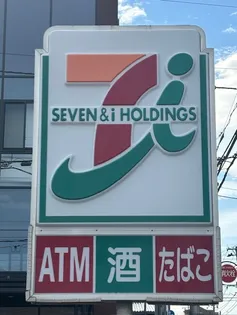 SEVEN & i HOLDINGS
ATM 酒 たばこ